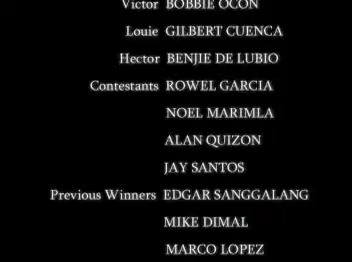 Victor BOBBIE OCON
Louie GILBERT CUENCA
Hector BENJIE DE LUBIO
Contestants ROWEL GARCIA
NOEL MARIMLA
ALAN QUIZON
JAY SANTOS
Previous Winners EDGAR SANGGALANG
MIKE DIMAL
MARCO LOPEZ